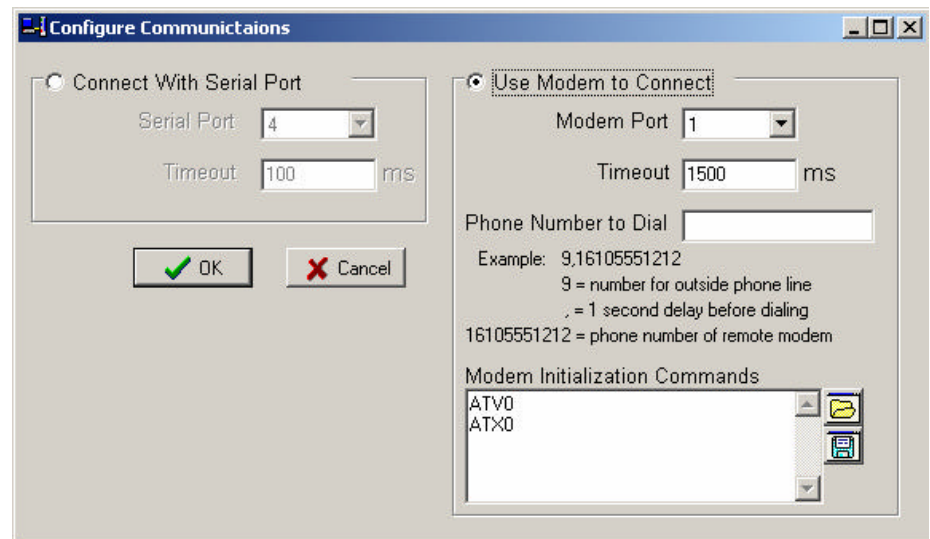 Configure Communictaions
Connect With Serial Port
Serial Port 4
Timeout 100 ms
OK
Cancel
Use Modem to Connect
Modem Port 1
Timeout 1500 ms
Phone Number to Dial
Example: 9,16105551212
9 = number for outside phone line
, = 1 second delay before dialing
16105551212 = phone number of remote modem
Modem Initialization Commands
ATV0
ATX0